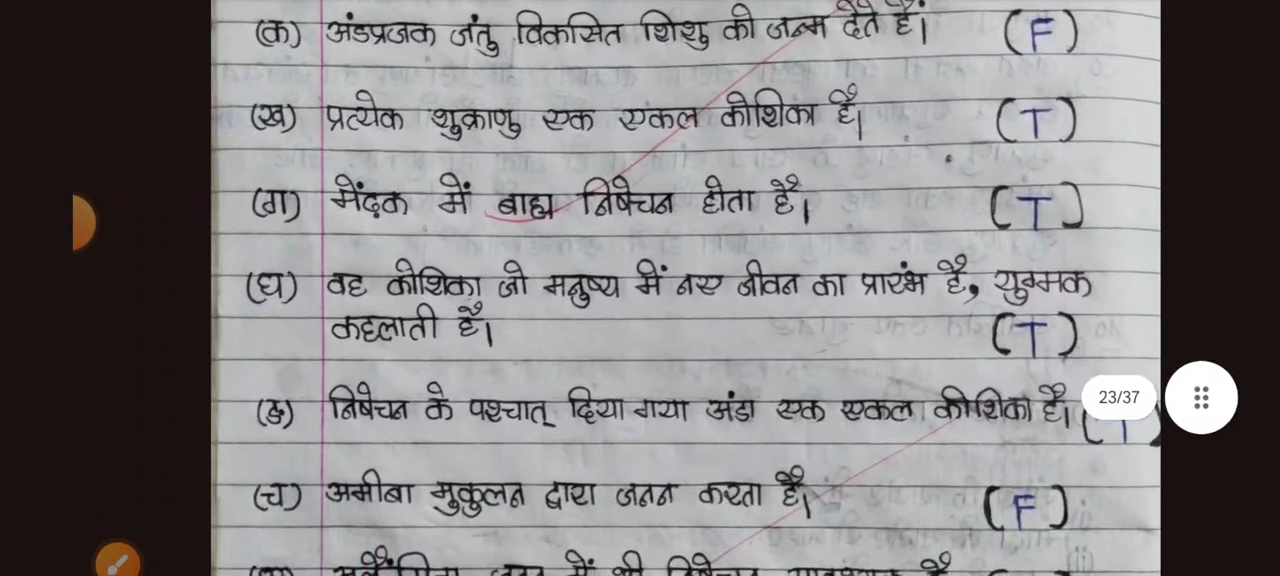 (क) अंडप्रजक जंतु विकसित शिशु को जन्म देते हैं। (F)
(ख) प्रत्येक शुक्राणु एक एकल कोशिका है। (T)
(ग) मेंढ़क में बाह्य निषेचन होता है। (T)
(घ) वह कोशिका जो मनुष्य में नए जीवन का प्रारंभ है, युग्मक
कहलाती है। (T)
(ङ) निषेचन के पश्चात् दिया गया अंडा एक एकल कोशिका है। (T)
23/37
(च) अमीबा मुकुलन द्वारा जनन करता है। (F)